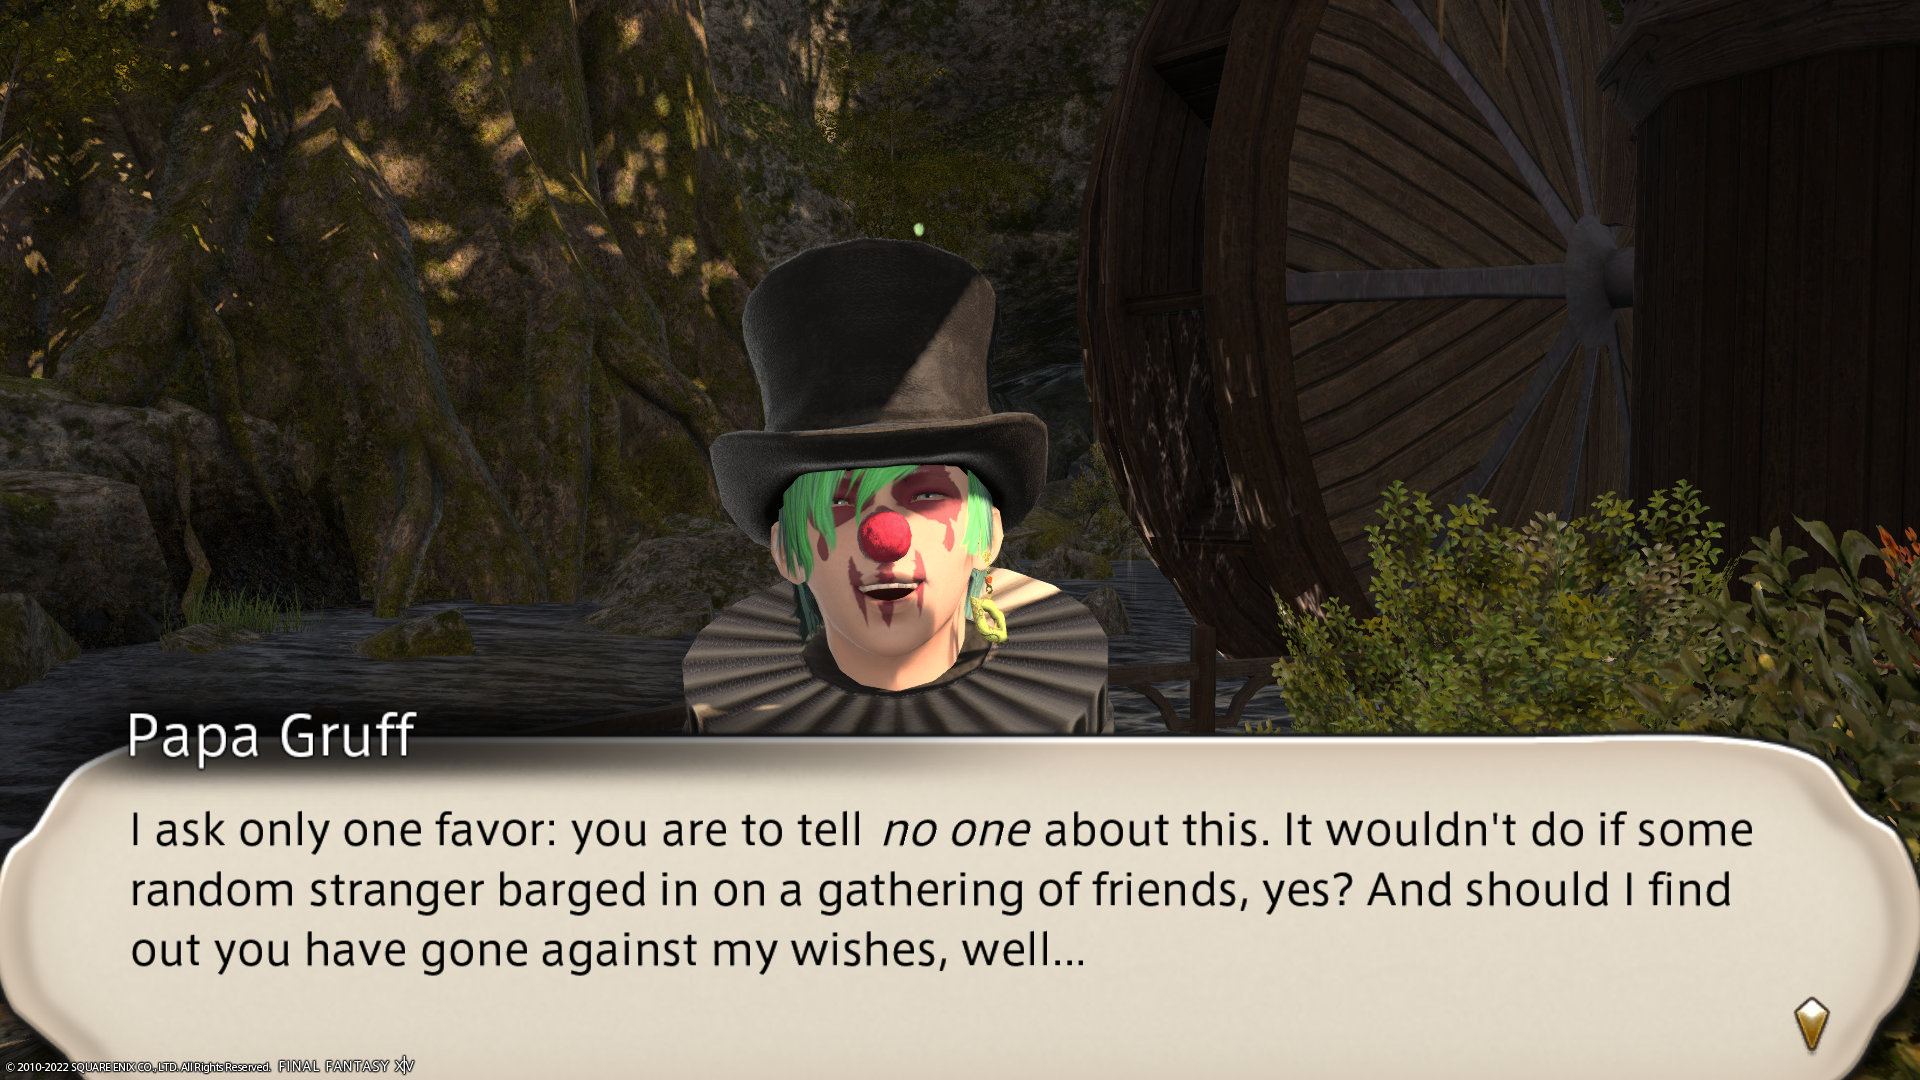 Papa Gruff
I ask only one favor: you are to tell no one about this. It wouldn't do if some
random stranger barged in on a gathering of friends, yes? And should I find
out you have gone against my wishes, well...
© 2010-2022 SQUARE ENIX CO., LTD. All Rights Reserved. FINAL FANTASY XIV